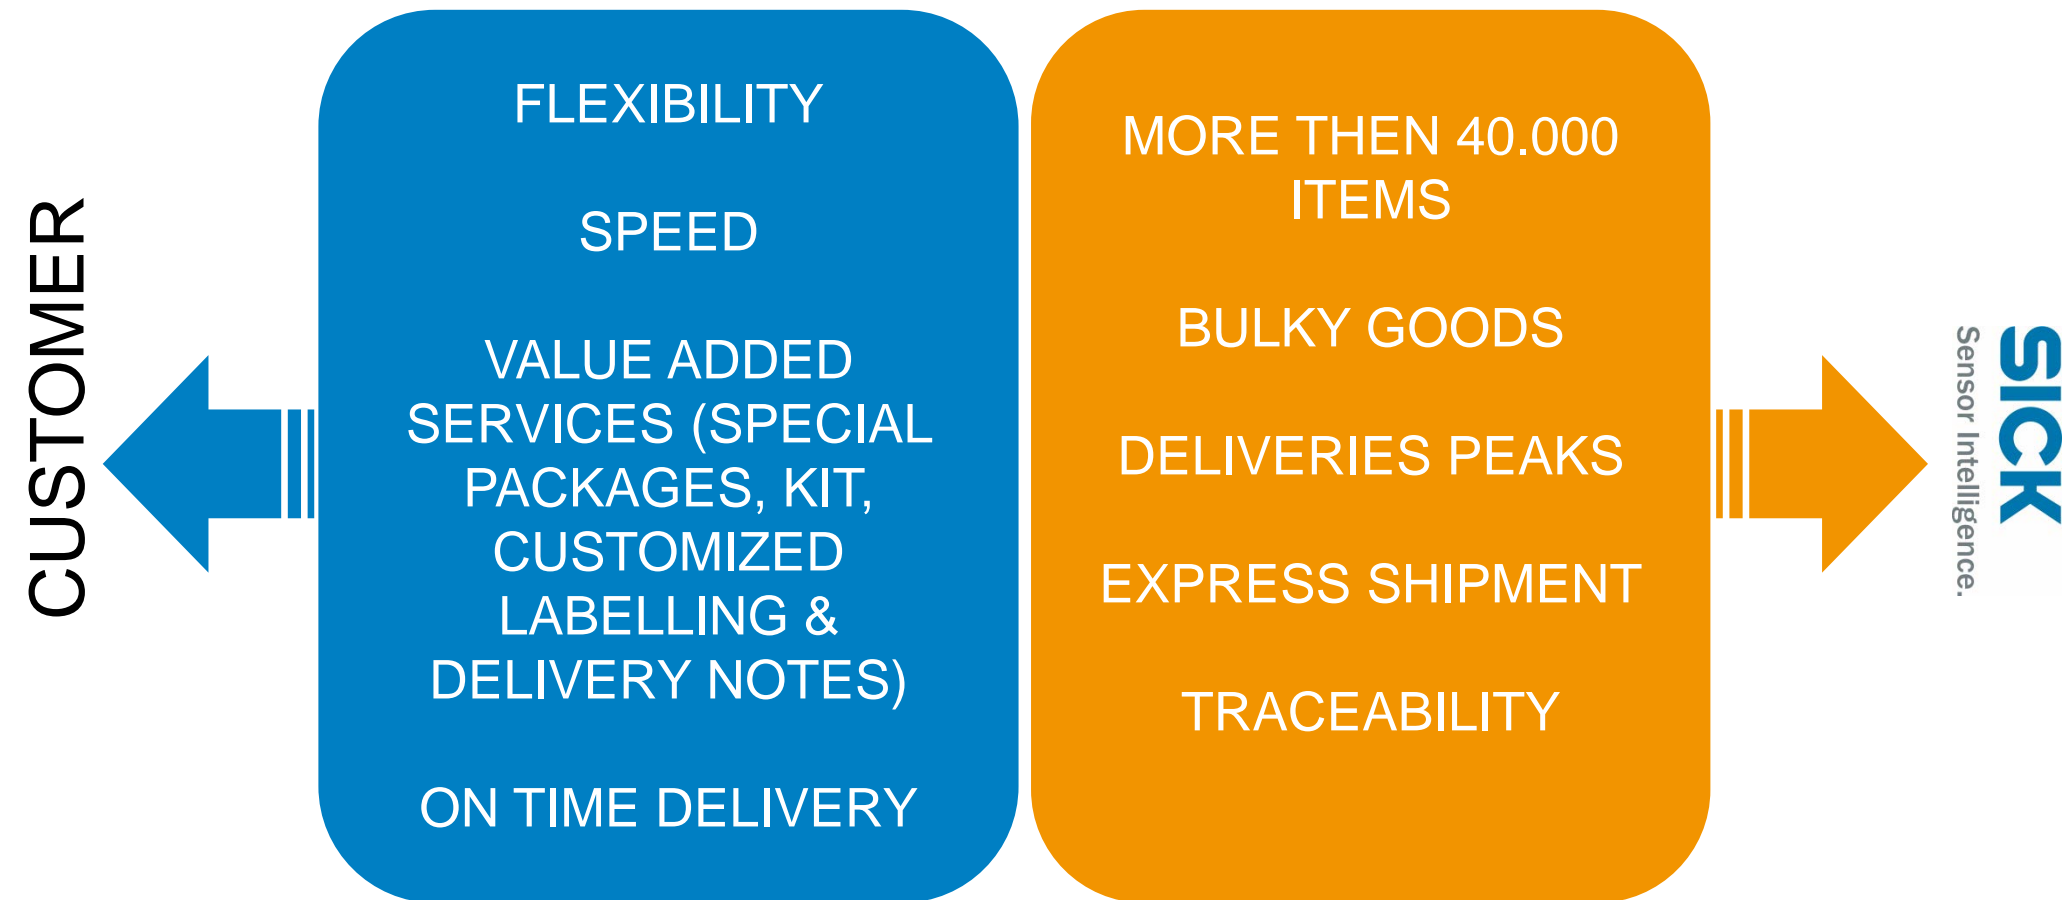 CUSTOMER
FLEXIBILITY
SPEED
VALUE ADDED
SERVICES (SPECIAL
PACKAGES, KIT,
CUSTOMIZED
LABELLING &
DELIVERY NOTES)
ON TIME DELIVERY
MORE THEN 40.000
ITEMS
BULKY GOODS
DELIVERIES PEAKS
EXPRESS SHIPMENT
TRACEABILITY
SICK
Sensor Intelligence.